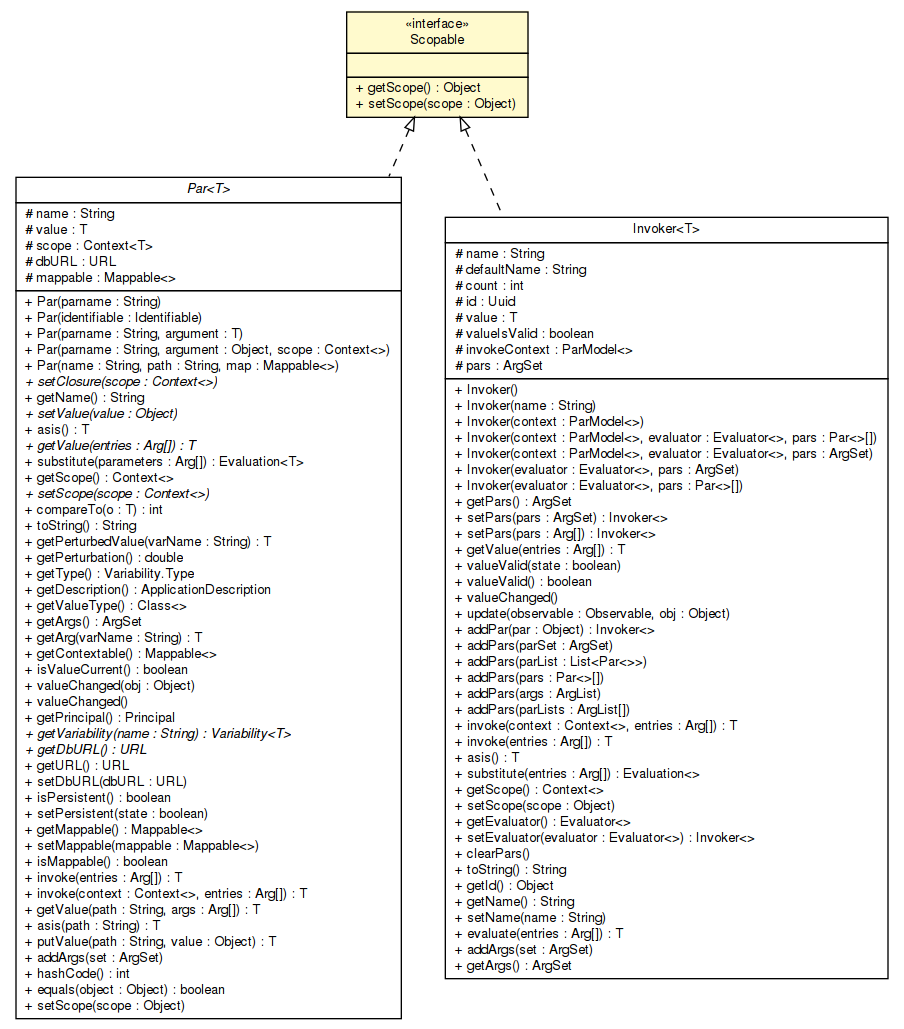 «interface»
Scopable
+ getScope() : Object
+ setScope(scope : Object)
Par<T>
# name : String
# value : T
# scope : Context<T>
# dbURL : URL
# mappable : Mappable<>
+ Par(parname : String)
+ Par(identifiable : Identifiable)
+ Par(parname : String, argument : T)
+ Par(parname : String, argument : Object, scope : Context<>)
+ Par(name : String, path : String, map : Mappable<>)
+ setClosure(scope : Context<>)
+ getName() : String
+ setValue(value : Object)
+ asis() : T
+ getValue(entries : Arg[]) : T
+ substitute(parameters : Arg[]) : Evaluation<T>
+ getScope() : Context<>
+ setScope(scope : Context<>)
+ compareTo(o : T) : int
+ toString() : String
+ getPerturbedValue(varName : String) : T
+ getPerturbation() : double
+ getType() : Variability.Type
+ getDescription() : ApplicationDescription
+ getValueType() : Class<>
+ getArgs() : ArgSet
+ getArg(varName : String) : T
+ getContextable() : Mappable<>
+ isValueCurrent() : boolean
+ valueChanged(obj : Object)
+ valueChanged()
+ getPrincipal() : Principal
+ getVariability(name : String) : Variability<T>
+ getDbURL() : URL
+ getURL() : URL
+ setDbURL(dbURL : URL)
+ isPersistent() : boolean
+ setPersistent(state : boolean)
+ getMappable() : Mappable<>
+ setMappable(mappable : Mappable<>)
+ isMappable() : boolean
+ invoke(entries : Arg[]) : T
+ invoke(context : Context<>, entries : Arg[]) : T
+ getValue(path : String, args : Arg[]) : T
+ asis(path : String) : T
+ putValue(path : String, value : Object) : T
+ addArgs(set : ArgSet)
+ hashCode() : int
+ equals(object : Object) : boolean
+ setScope(scope : Object)
Invoker<T>
# name : String
# defaultName : String
# count : int
# id : Uuid
# value : T
# valueIsValid : boolean
# invokeContext : ParModel<>
# pars : ArgSet
+ Invoker()
+ Invoker(name : String)
+ Invoker(context : ParModel<>)
+ Invoker(context : ParModel<>, evaluator : Evaluator<>, pars : Par<>[])
+ Invoker(context : ParModel<>, evaluator : Evaluator<>, pars : ArgSet)
+ Invoker(evaluator : Evaluator<>, pars : ArgSet)
+ Invoker(evaluator : Evaluator<>, pars : Par<>[])
+ getPars() : ArgSet
+ setPars(pars : ArgSet) : Invoker<>
+ setPars(pars : Arg[]) : Invoker<>
+ getValue(entries : Arg[]) : T
+ valueValid(state : boolean)
+ valueValid() : boolean
+ valueChanged()
+ update(observable : Observable, obj : Object)
+ addPar(par : Object) : Invoker<>
+ addPars(parSet : ArgSet)
+ addPars(parList : List<Par<>>)
+ addPars(pars : Par<>[])
+ addPars(args : ArgList)
+ addPars(parLists : ArgList[])
+ invoke(context : Context<>, entries : Arg[]) : T
+ invoke(entries : Arg[]) : T
+ asis() : T
+ substitute(entries : Arg[]) : Evaluation<>
+ getScope() : Context<>
+ setScope(scope : Object)
+ getEvaluator() : Evaluator<>
+ setEvaluator(evaluator : Evaluator<>) : Invoker<>
+ clearPars()
+ toString() : String
+ getId() : Object
+ getName() : String
+ setName(name : String)
+ evaluate(entries : Arg[]) : T
+ addArgs(set : ArgSet)
+ getArgs() : ArgSet